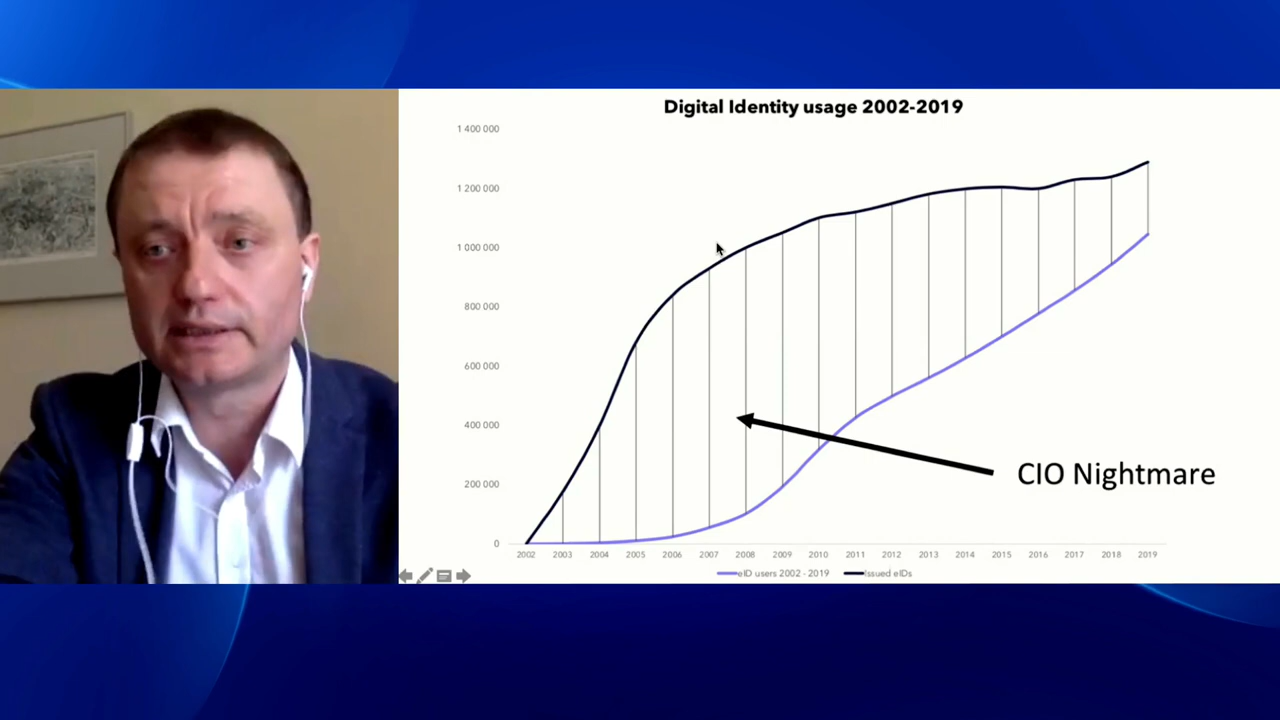 Digital Identity usage 2002-2019
1 400 000
1 200 000
1 000 000
800 000
600 000
400 000
200 000
0
CIO Nightmare
2002 2003 2004 2005 2006 2007 2008 2009 2010 2011 2012 2013 2014 2015 2016 2017 2018 2019
eID users 2002 - 2019 Issued eIDs